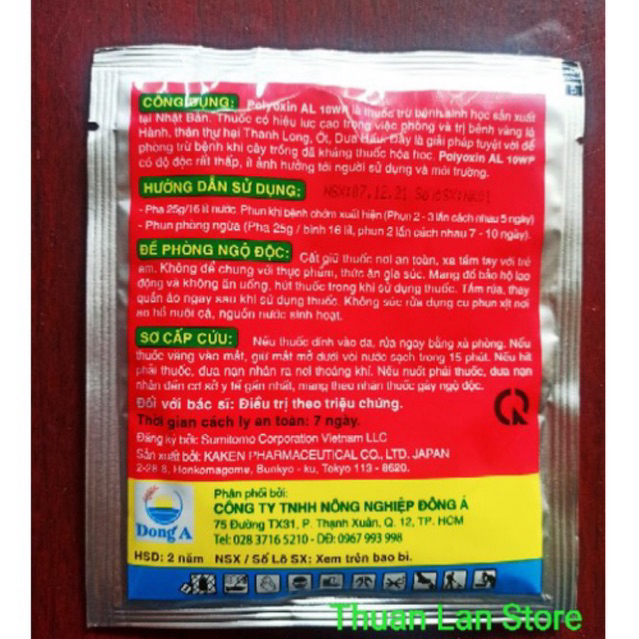 CÔNG DỤNG: Polyoxin AL 10WP là thuốc trừ bệnh sinh học sản xuất
tại Nhật Bản. Thuốc có hiệu lực cao trong việc phòng và trị bệnh vàng lá
Hành, thán thư hại Thanh Long, Ớt, Dưa Hấu. Đây là giải pháp tuyệt vời để
phòng trừ bệnh khi cây trồng đã kháng thuốc hóa học. Polyoxin AL 10WP
có độ độc rất thấp, ít ảnh hưởng tới người sử dụng và môi trường.
HƯỚNG DẪN SỬ DỤNG: NSX:07.12.21
- Pha 25g/16 lít nước. Phun khi bệnh chớm xuất hiện (Phun 2 - 3 lần cách nhau 5 ngày)
- Phun phòng ngừa (Pha 25g / bình 16 lít, phun 2 lần cách nhau 7 - 10 ngày).
ĐỀ PHÒNG NGỘ ĐỘC: Cất giữ thuốc nơi an toàn, xa tầm tay với trẻ
em. Không để chung với thực phẩm, thức ăn gia súc. Mang đồ bảo hộ lao
động và không ăn uống, hút thuốc trong khi sử dụng thuốc. Tắm rửa, thay
quần áo ngay sau khi sử dụng thuốc. Không súc rửa dụng cụ phun xịt nơi
ao hồ nuôi cá, nguồn nước sinh hoạt.
SƠ CẤP CỨU: Nếu thuốc dính vào da, rửa ngay bằng xà phòng. Nếu
thuốc văng vào mắt, giữ mắt mở dưới vòi nước sạch trong 15 phút. Nếu hít
phải thuốc, đưa nạn nhân ra nơi thoáng khí. Nếu nuốt phải thuốc, đưa nạn
nhân đến cơ sở y tế gần nhất, mang theo nhãn thuốc gây ngộ độc.
Đối với bác sĩ: Điều trị theo triệu chứng.
Thời gian cách ly an toàn: 7 ngày.
Đăng ký bởi: Sumitomo Corporation Vietnam LLC
Sản xuất bởi: KAKEN PHARMACEUTICAL CO., LTD. JAPAN
2-28-8, Honkomagome, Bunkyo - ku, Tokyo 113 - 8620.
Phân phối bởi:
CÔNG TY TNHH NÔNG NGHIỆP ĐÔNG Á
75 Đường TX31, P. Thạnh Xuân, Q. 12, TP. HCM
Tel: 028 3716 5210 - DĐ: 0967 993 998
Dong A
HSD: 2 năm NSX / Số Lô SX: Xem trên bao bì.
Thuan Lan Store